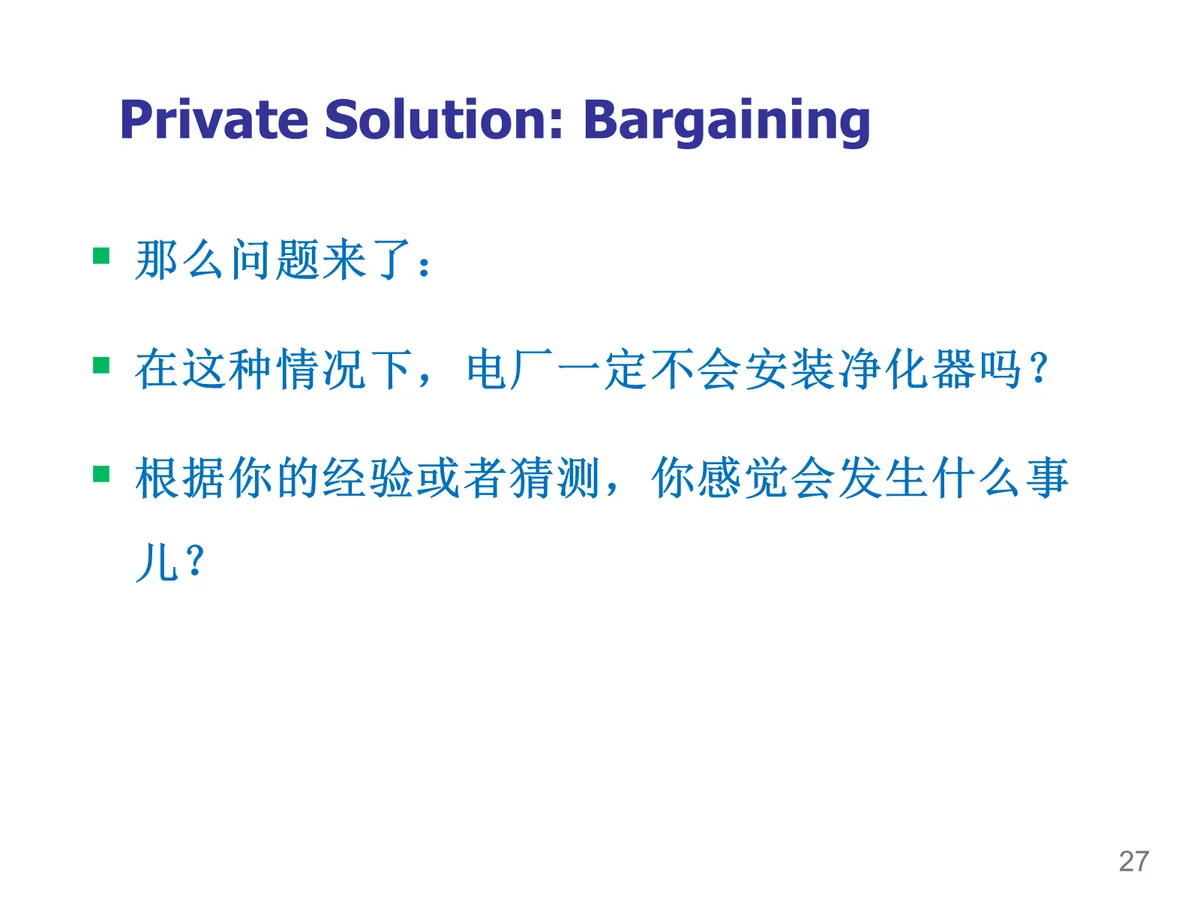 Private Solution: Bargaining
那么问题来了：
在这种情况下，电厂一定不会安装净化器吗？
根据你的经验或者猜测，你感觉会发生什么事
儿？
27